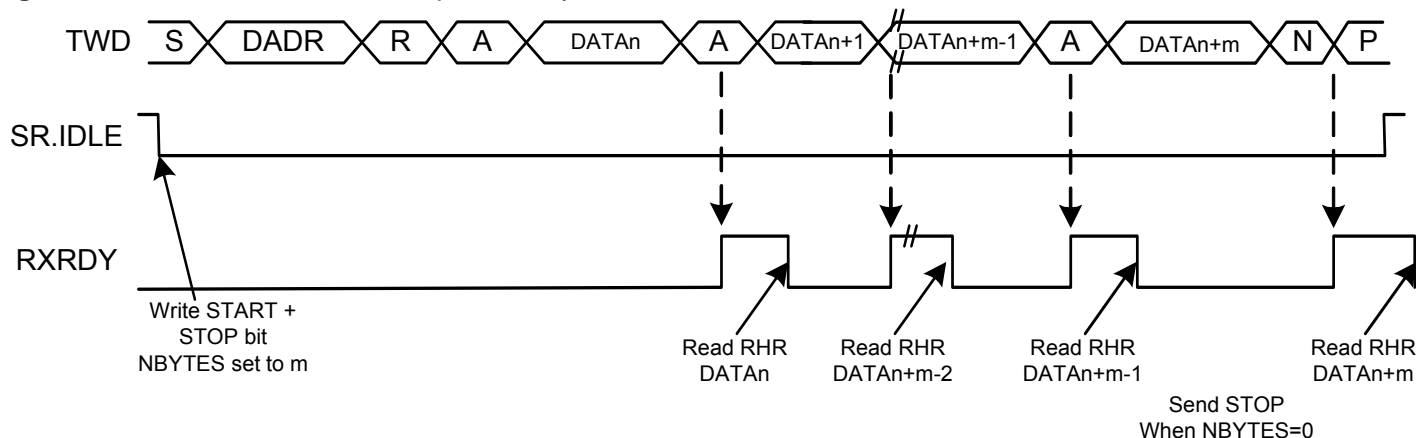 TWD S DADR R A DATAn A DATAn+1 DATAn+m-1 A DATAn+m N P
SR.IDLE
RXRDY
Write START +
STOP bit
NBYTES set to m
Read RHR
DATAn
Read RHR
DATAn+m-2
Read RHR
DATAn+m-1
Read RHR
DATAn+m
Send STOP
When NBYTES=0